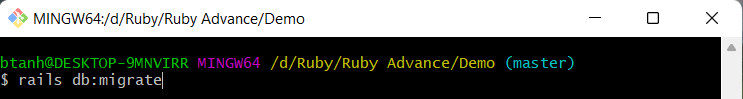 MINGW64:/d/Ruby/Ruby Advance/Demo
btanh@DESKTOP-9MNVIRR MINGW64 /d/Ruby/Ruby Advance/Demo (master)
$ rails db:migrate